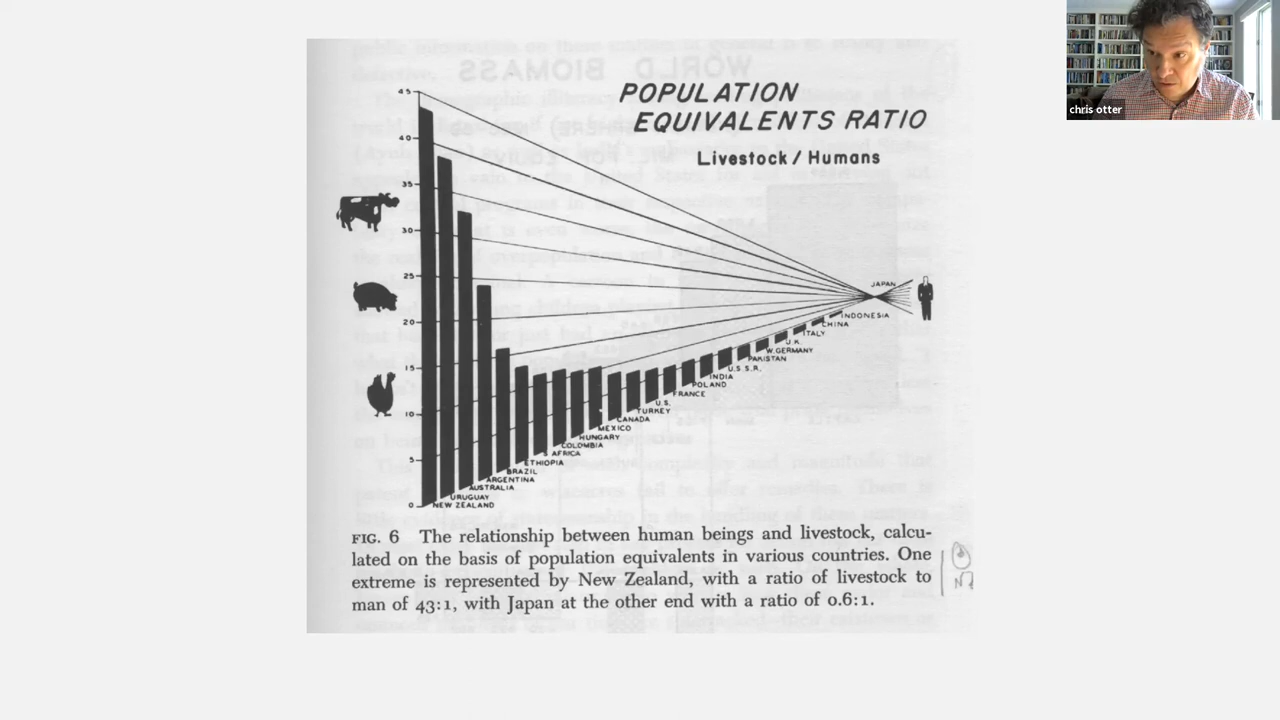 chris otter
POPULATION
EQUIVALENTS RATIO
Livestock / Humans
45
40
35
30
25
20
15
10
5
0
JAPAN
INDONESIA
CHINA
ITALY
U.K.
W.GERMANY
PAKISTAN
U.S.S.R.
INDIA
POLAND
FRANCE
U.S.
TURKEY
CANADA
MEXICO
HUNGARY
COLOMBIA
S AFRICA
ETHIOPIA
BRAZIL
ARGENTINA
AUSTRALIA
URUGUAY
NEW ZEALAND
FIG. 6 The relationship between human beings and livestock, calcu-
lated on the basis of population equivalents in various countries. One
extreme is represented by New Zealand, with a ratio of livestock to
man of 43:1, with Japan at the other end with a ratio of 0.6:1.